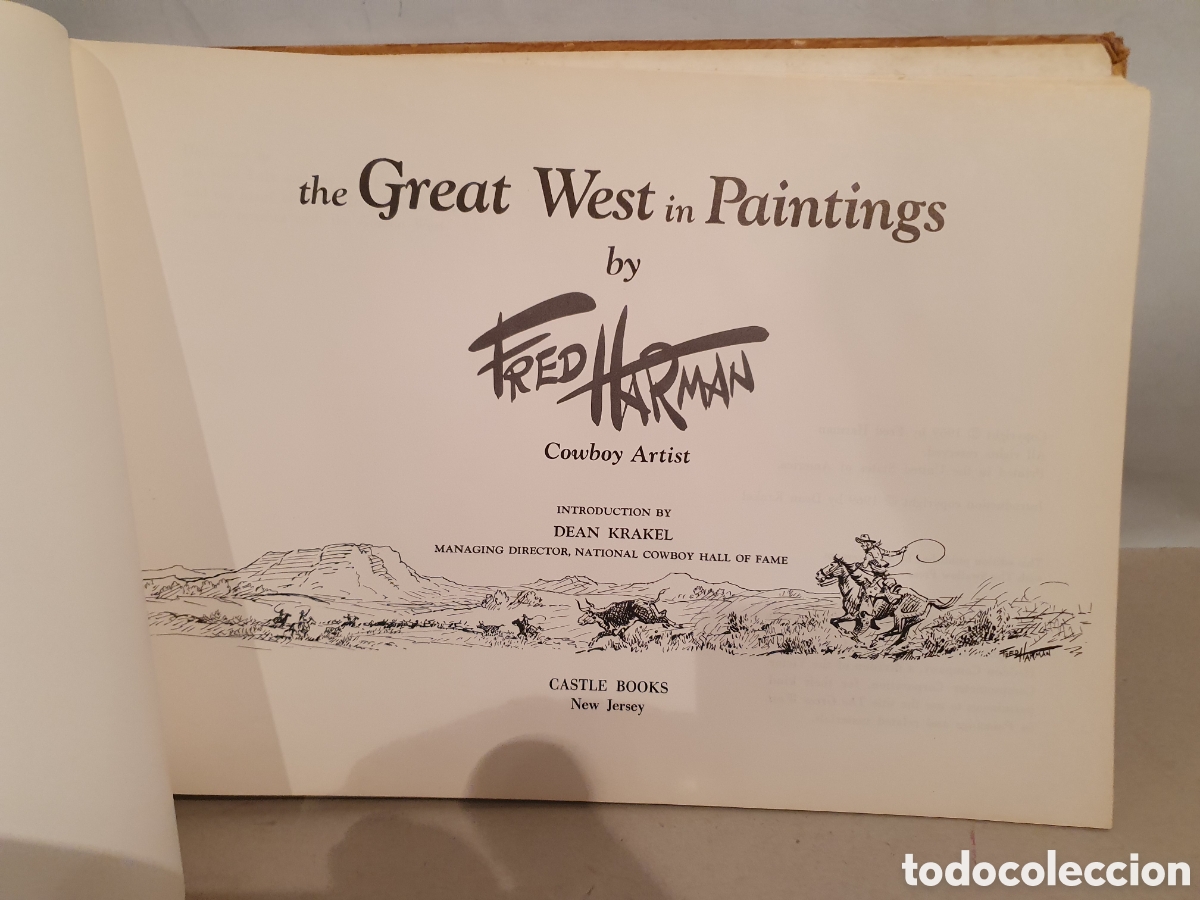 the Great West in Paintings
by
FRED HARMAN
Cowboy Artist
INTRODUCTION BY
DEAN KRAKEL
MANAGING DIRECTOR, NATIONAL COWBOY HALL OF FAME
FRED HARMAN
CASTLE BOOKS
New Jersey
todocoleccion